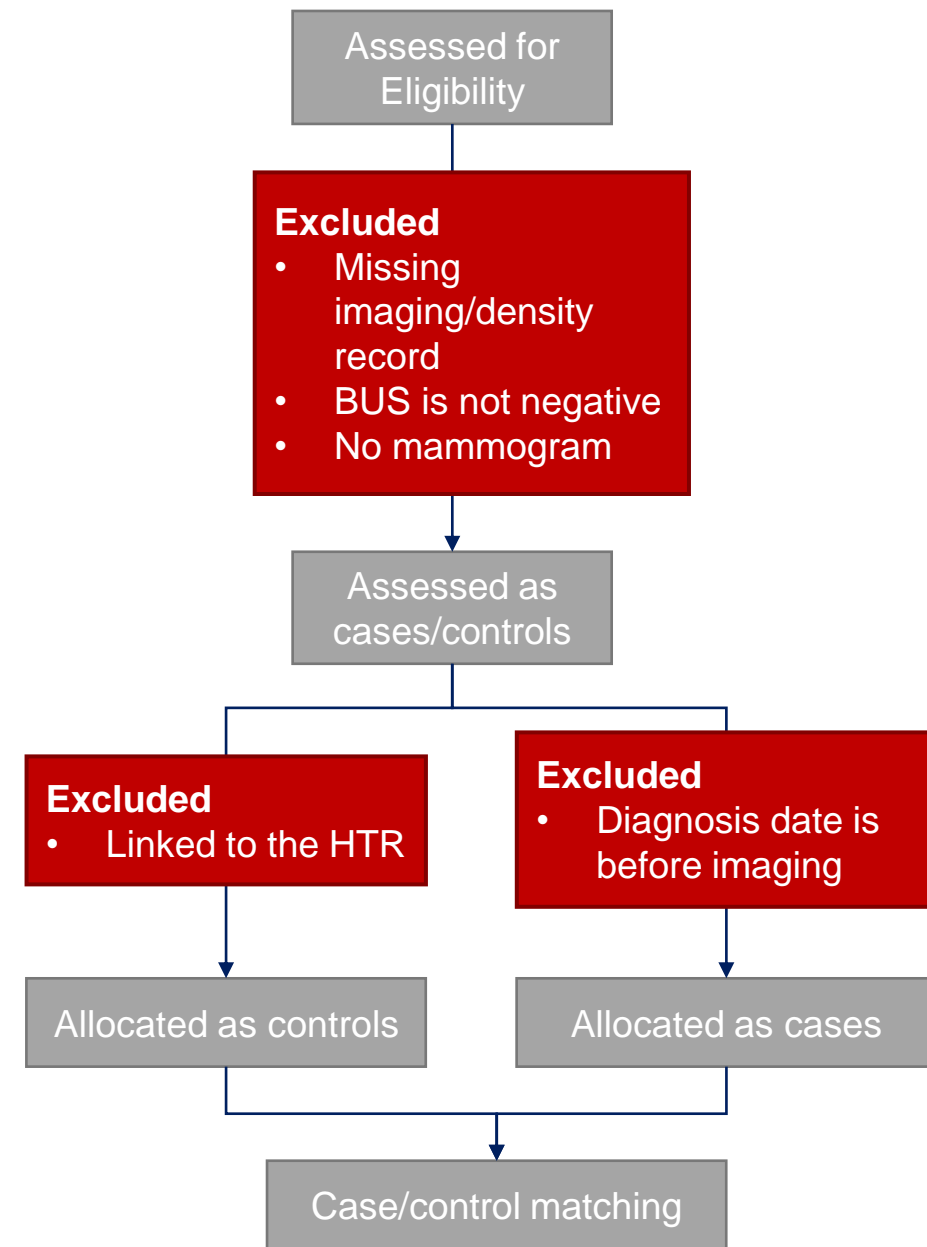 Assessed for
Eligibility
Excluded
• Missing
imaging/density
record
• BUS is not negative
• No mammogram
Assessed as
cases/controls
Excluded
• Linked to the HTR
Excluded
• Diagnosis date is
before imaging
Allocated as controls
Allocated as cases
Case/control matching